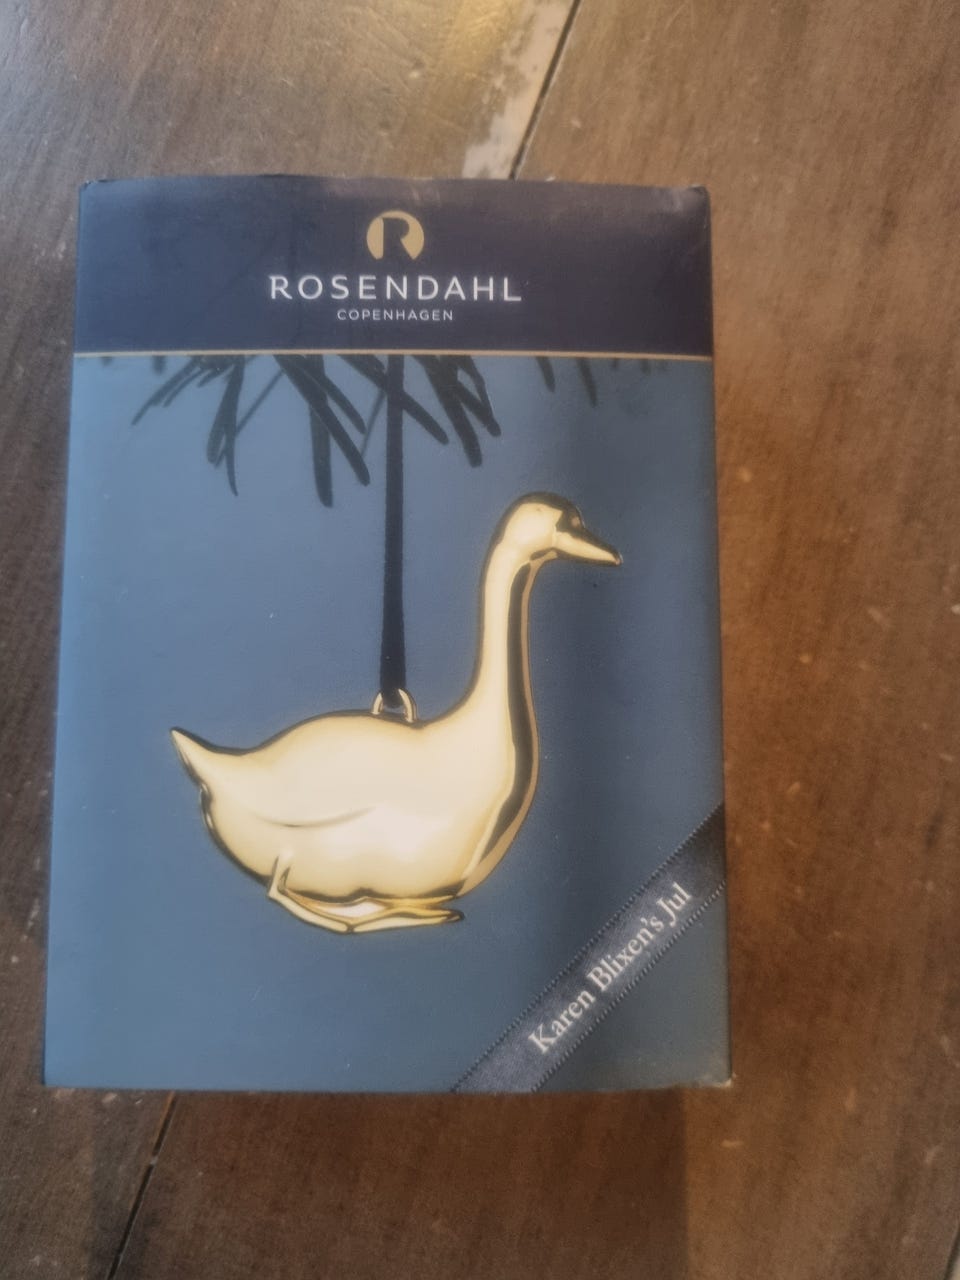 R
ROSENDAHL
COPENHAGEN
Karen Blixen's Jul